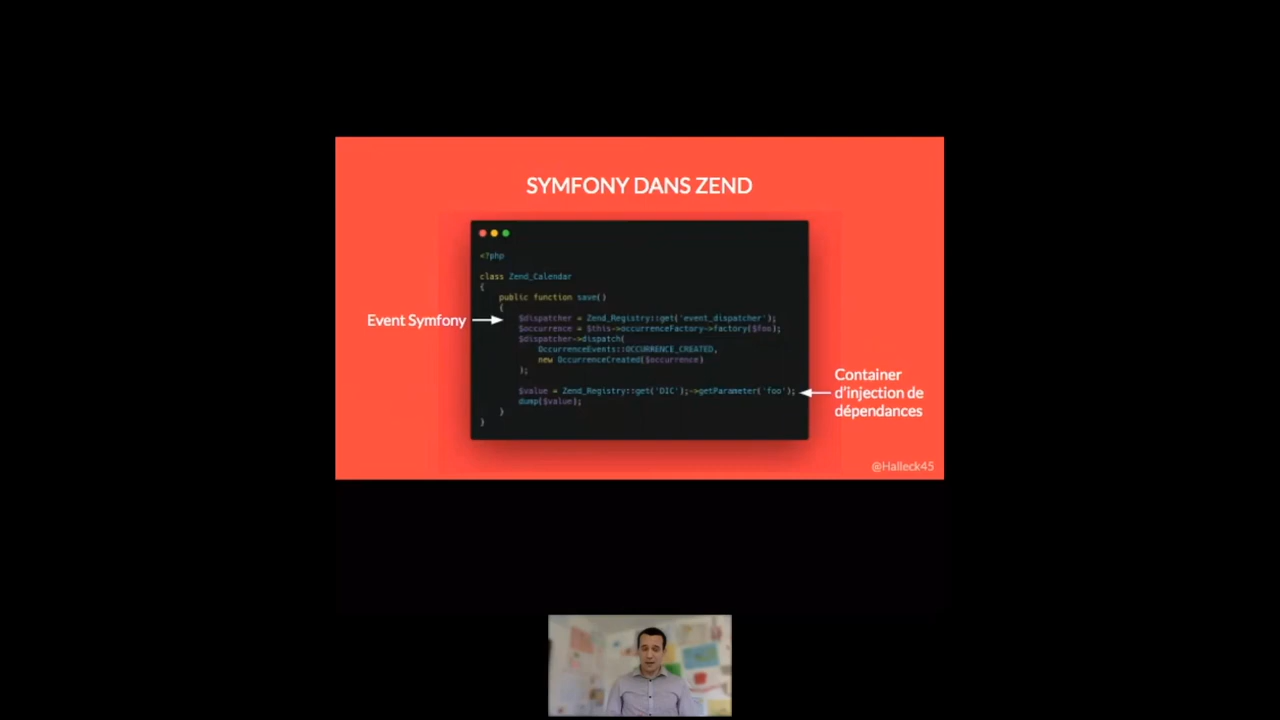 SYMFONY DANS ZEND
<?php
class Zend_Calendar
{
public function save()
{
$dispatcher = Zend_Registry::get('event_dispatcher');
$occurrence = $this->occurrenceFactory->factory($foo);
$dispatcher->dispatch(
OccurrenceEvents::OCCURRENCE_CREATED,
new OccurrenceCreated($occurrence)
);
$value = Zend_Registry::get('DIC');->getParameter('foo');
dump($value);
}
}
Event Symfony
Container
d'injection de
dépendances
@Halleck45